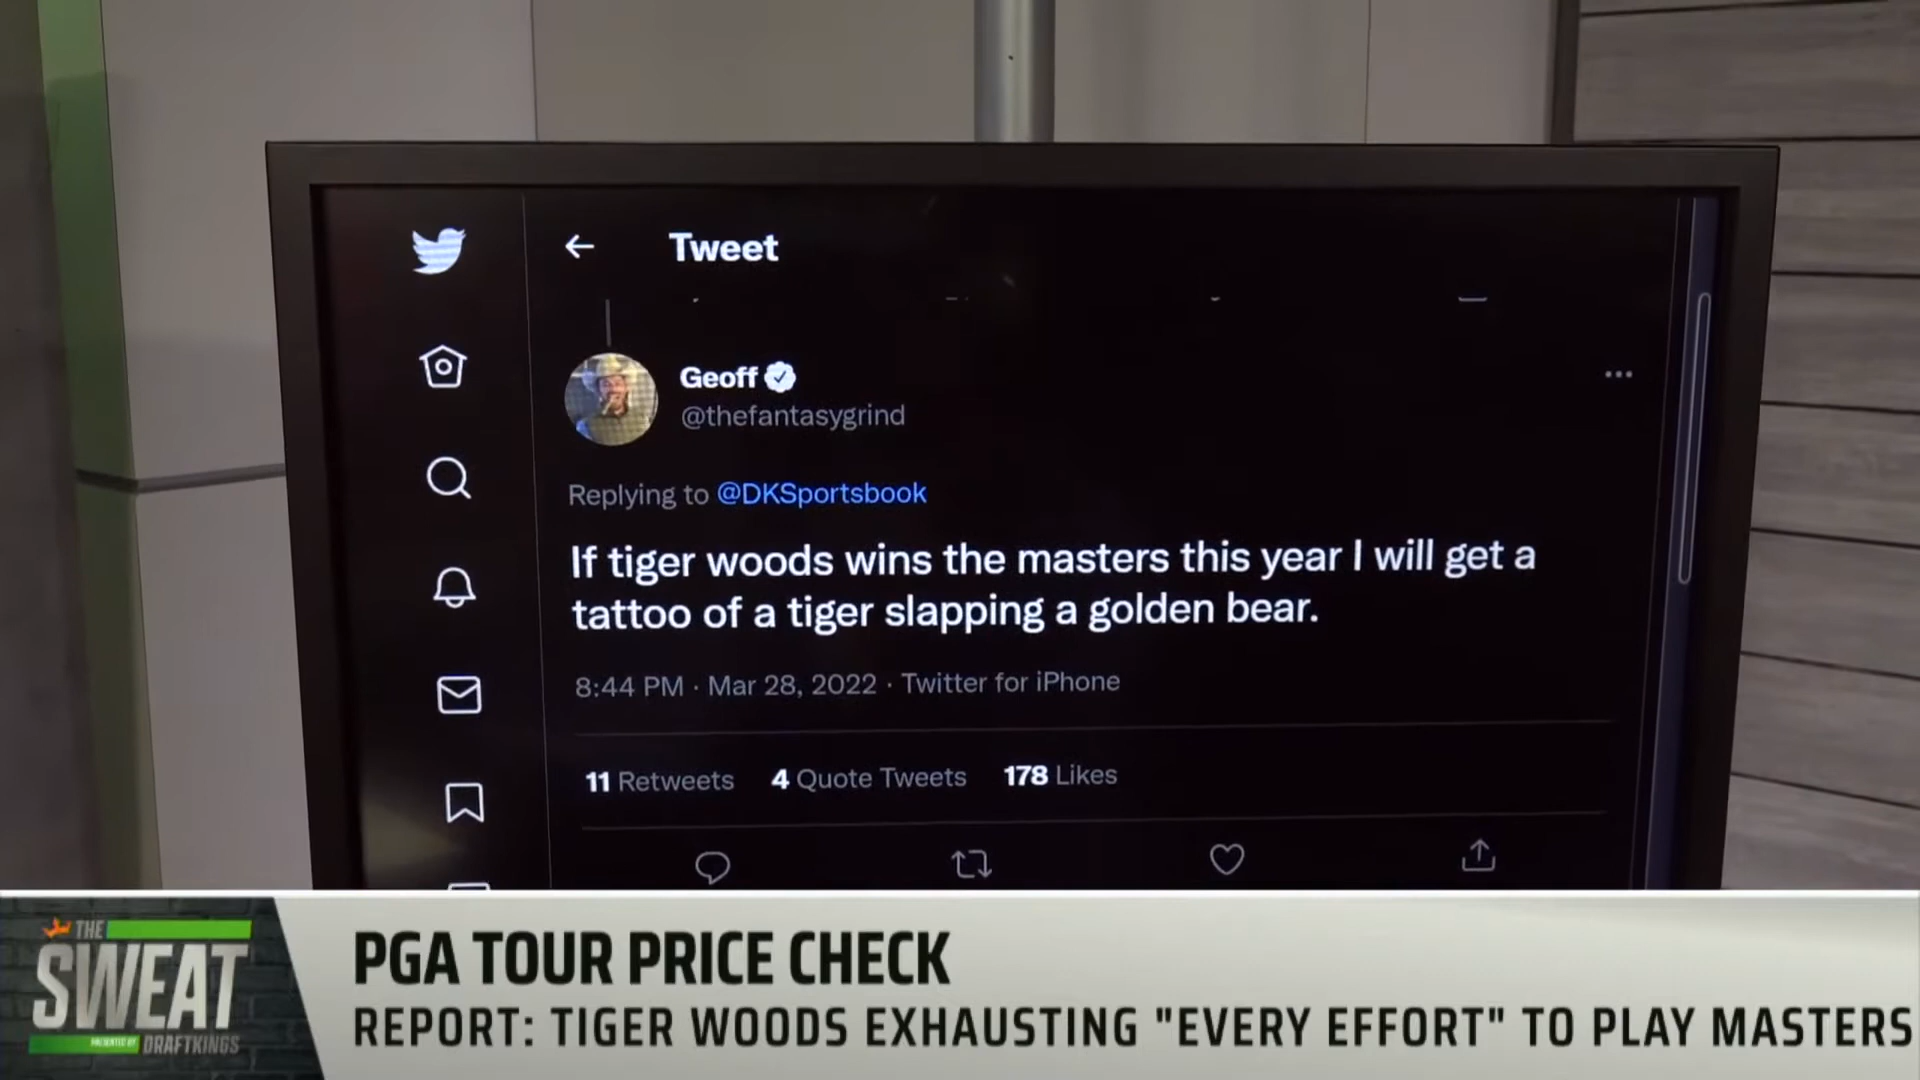 Tweet
Geoff
@thefantasygrind
Replying to @DKSportsbook
If tiger woods wins the masters this year I will get a
tattoo of a tiger slapping a golden bear.
8:44 PM · Mar 28, 2022 · Twitter for iPhone
11 Retweets 4 Quote Tweets 178 Likes
THE
SWEAT
PRESENTED BY DRAFTKINGS
PGA TOUR PRICE CHECK
REPORT: TIGER WOODS EXHAUSTING "EVERY EFFORT" TO PLAY MASTERS